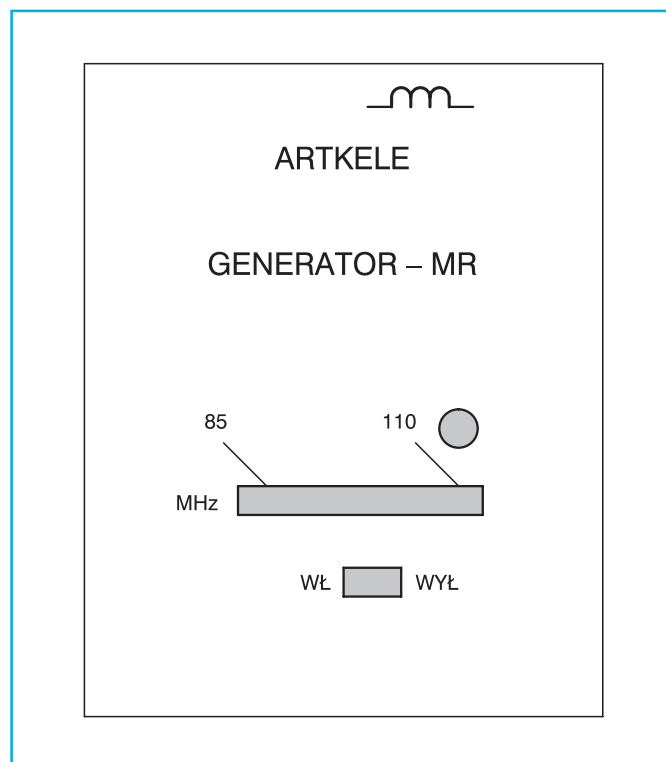 ARTKELE
GENERATOR – MR
85 110
MHz
WŁ WYŁ